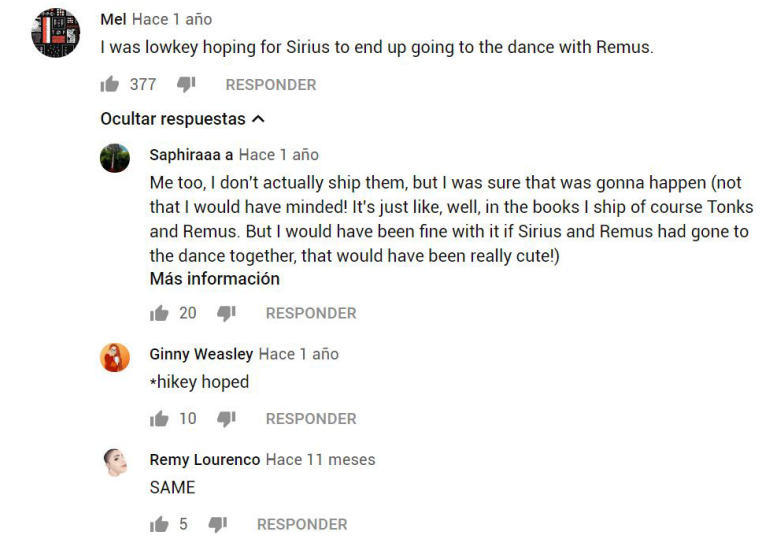 Mel Hace 1 año
I was lowkey hoping for Sirius to end up going to the dance with Remus.
377 RESPONDER
Ocultar respuestas
Saphiraaa a Hace 1 año
Me too, I don't actually ship them, but I was sure that was gonna happen (not
that I would have minded! It's just like, well, in the books I ship of course Tonks
and Remus. But I would have been fine with it if Sirius and Remus had gone to
the dance together, that would have been really cute!)
Más información
20 RESPONDER
Ginny Weasley Hace 1 año
*hikey hoped
10 RESPONDER
Remy Lourenco Hace 11 meses
SAME
5 RESPONDER